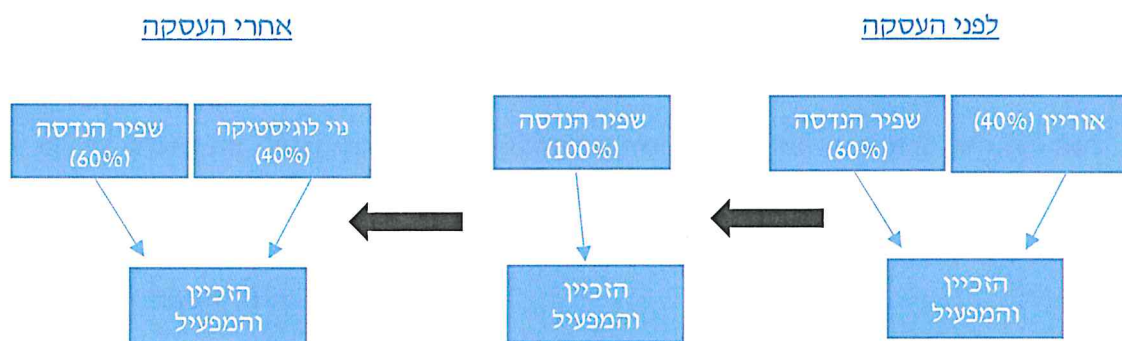 לפני העסקה
אחרי העסקה
אוריין (40%)
שפיר הנדסה
(60%)
שפיר הנדסה
(100%)
נוי לוגיסטיקה
(40%)
שפיר הנדסה
(60%)
הזכיין
והמפעיל
הזכיין
והמפעיל
הזכיין
והמפעיל